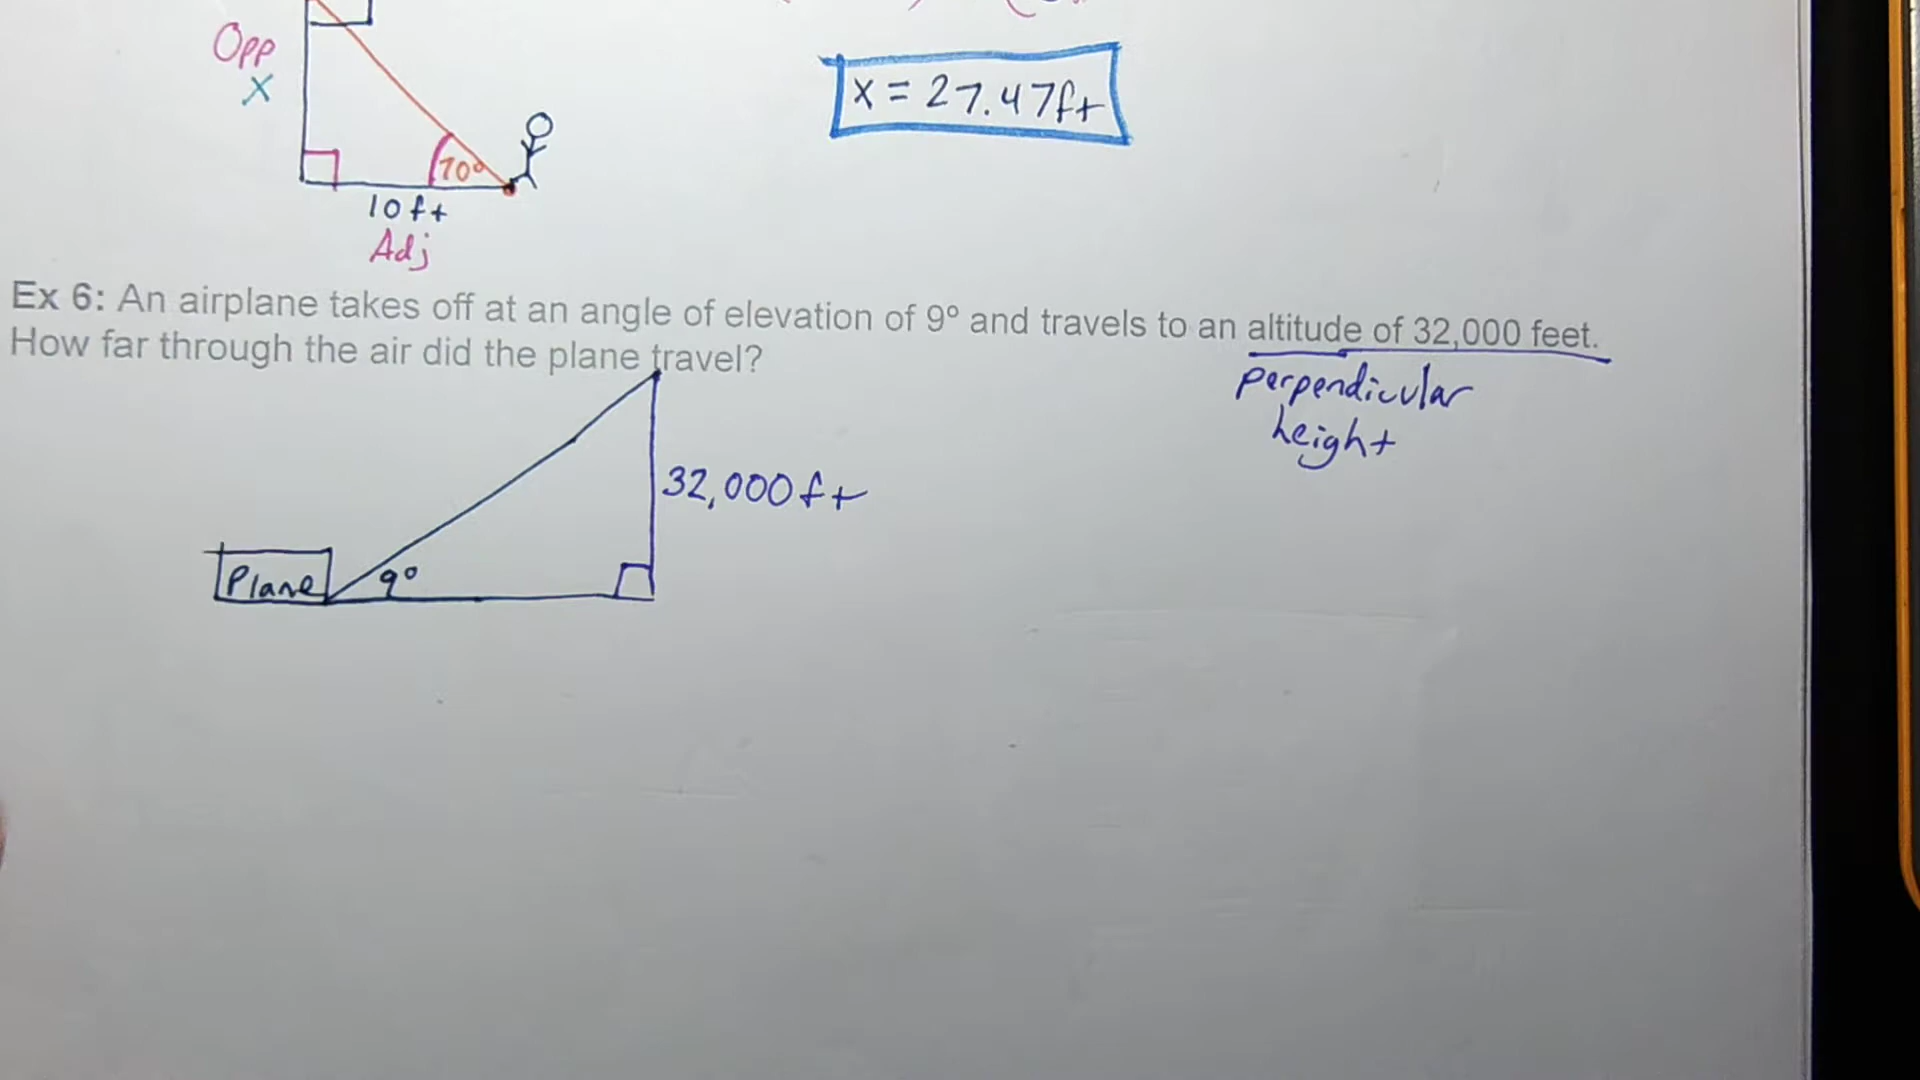 Opp
X
x = 27.47ft
70°
10ft
Adj
Ex 6: An airplane takes off at an angle of elevation of 9º and travels to an altitude of 32,000 feet.
How far through the air did the plane travel?
perpendicular
height
32,000ft
Plane
9°